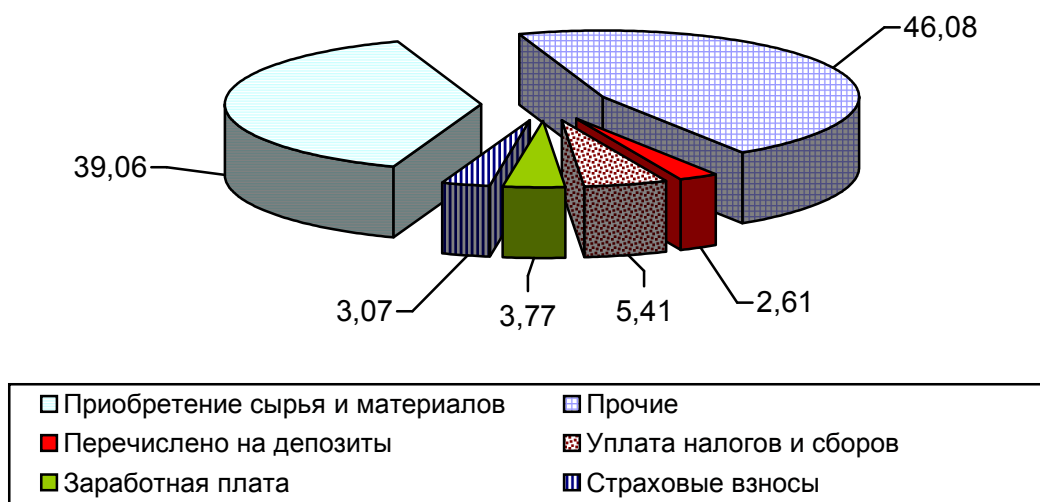 46,08
39,06
3,07
3,77
5,41
2,61
Приобретение сырья и материалов
Прочие
Перечислено на депозиты
Уплата налогов и сборов
Заработная плата
Страховые взносы